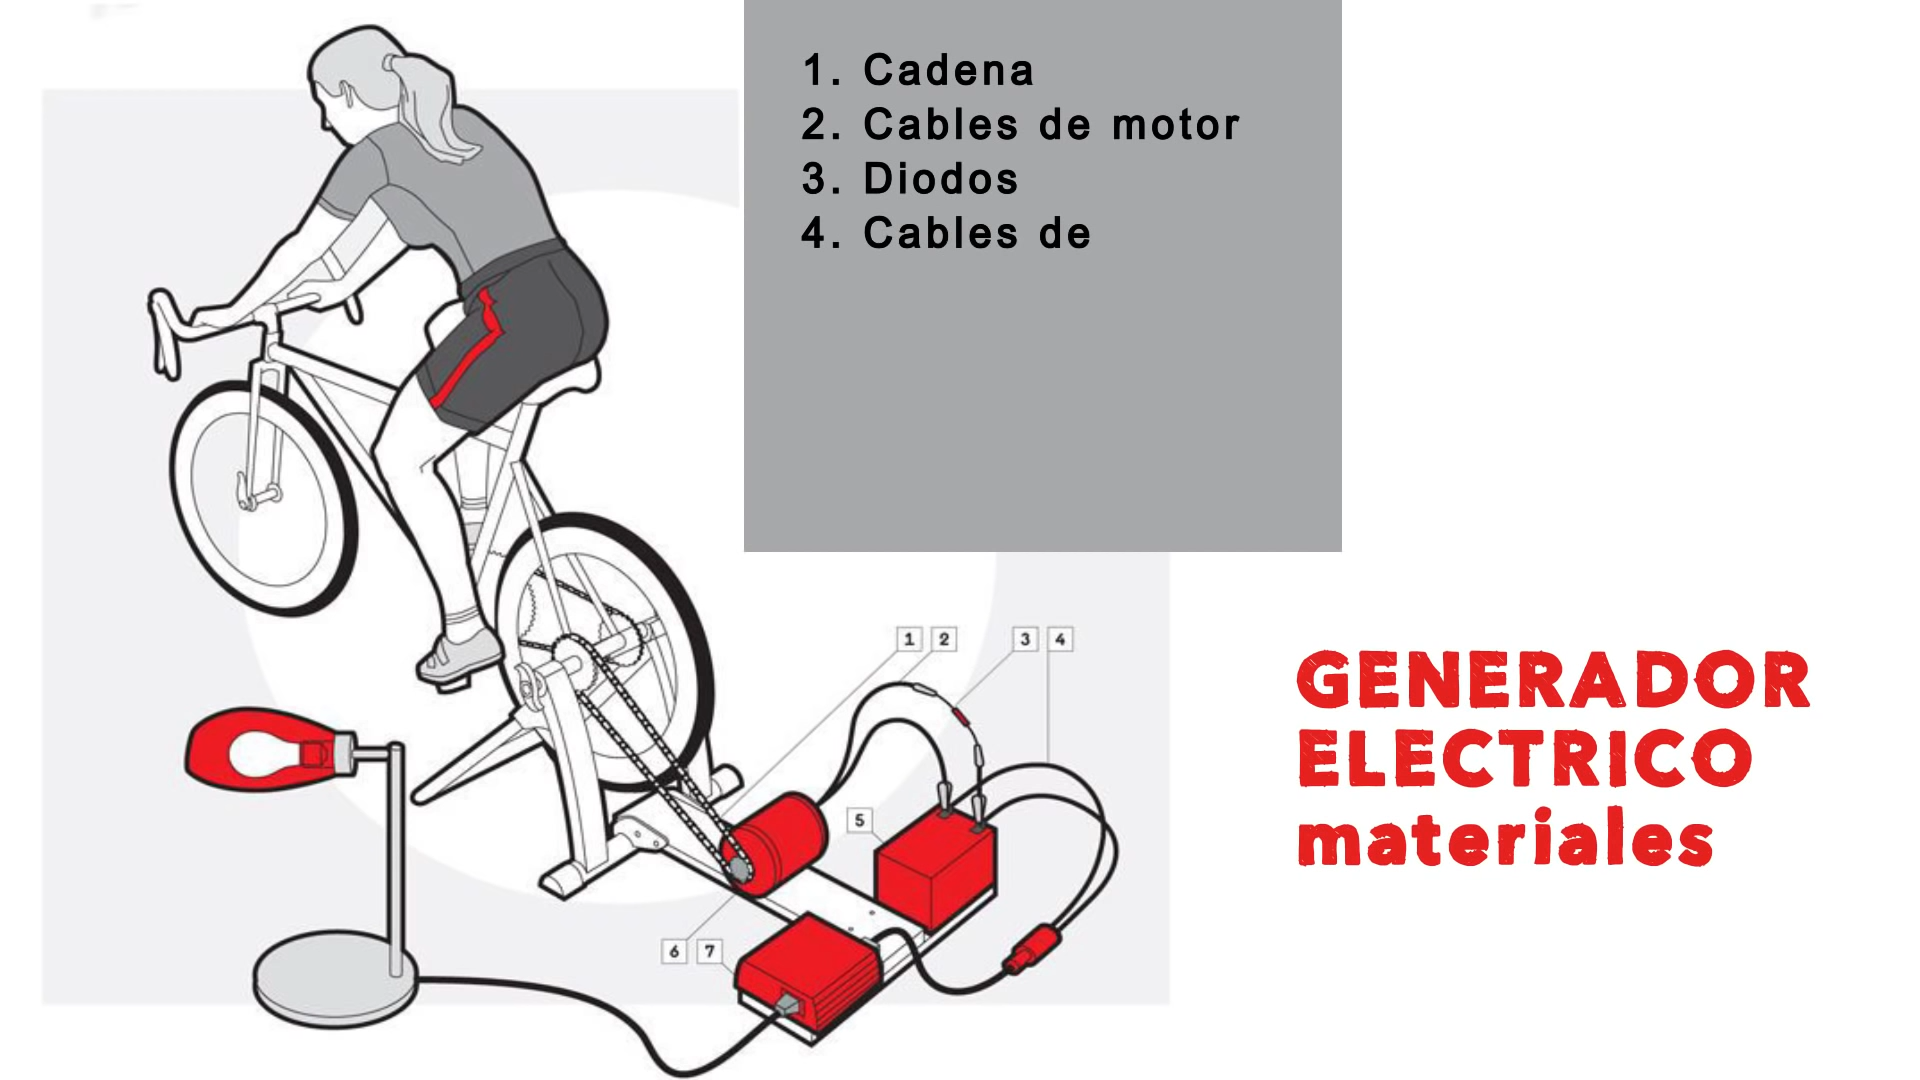 1. Cadena
2. Cables de motor
3. Diodos
4. Cables de
1 2 3 4
5
6 7
GENERADOR
ELECTRICO
materiales